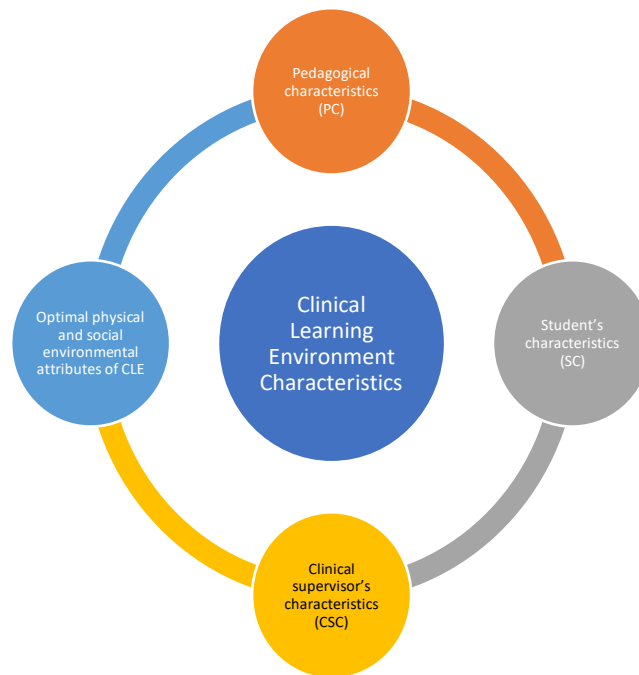 Pedagogical
characteristics
(PC)
Optimal physical
and social
environmental
attributes of CLE
Clinical
Learning
Environment
Characteristics
Student's
characteristics
(SC)
Clinical
supervisor's
characteristics
(CSC)